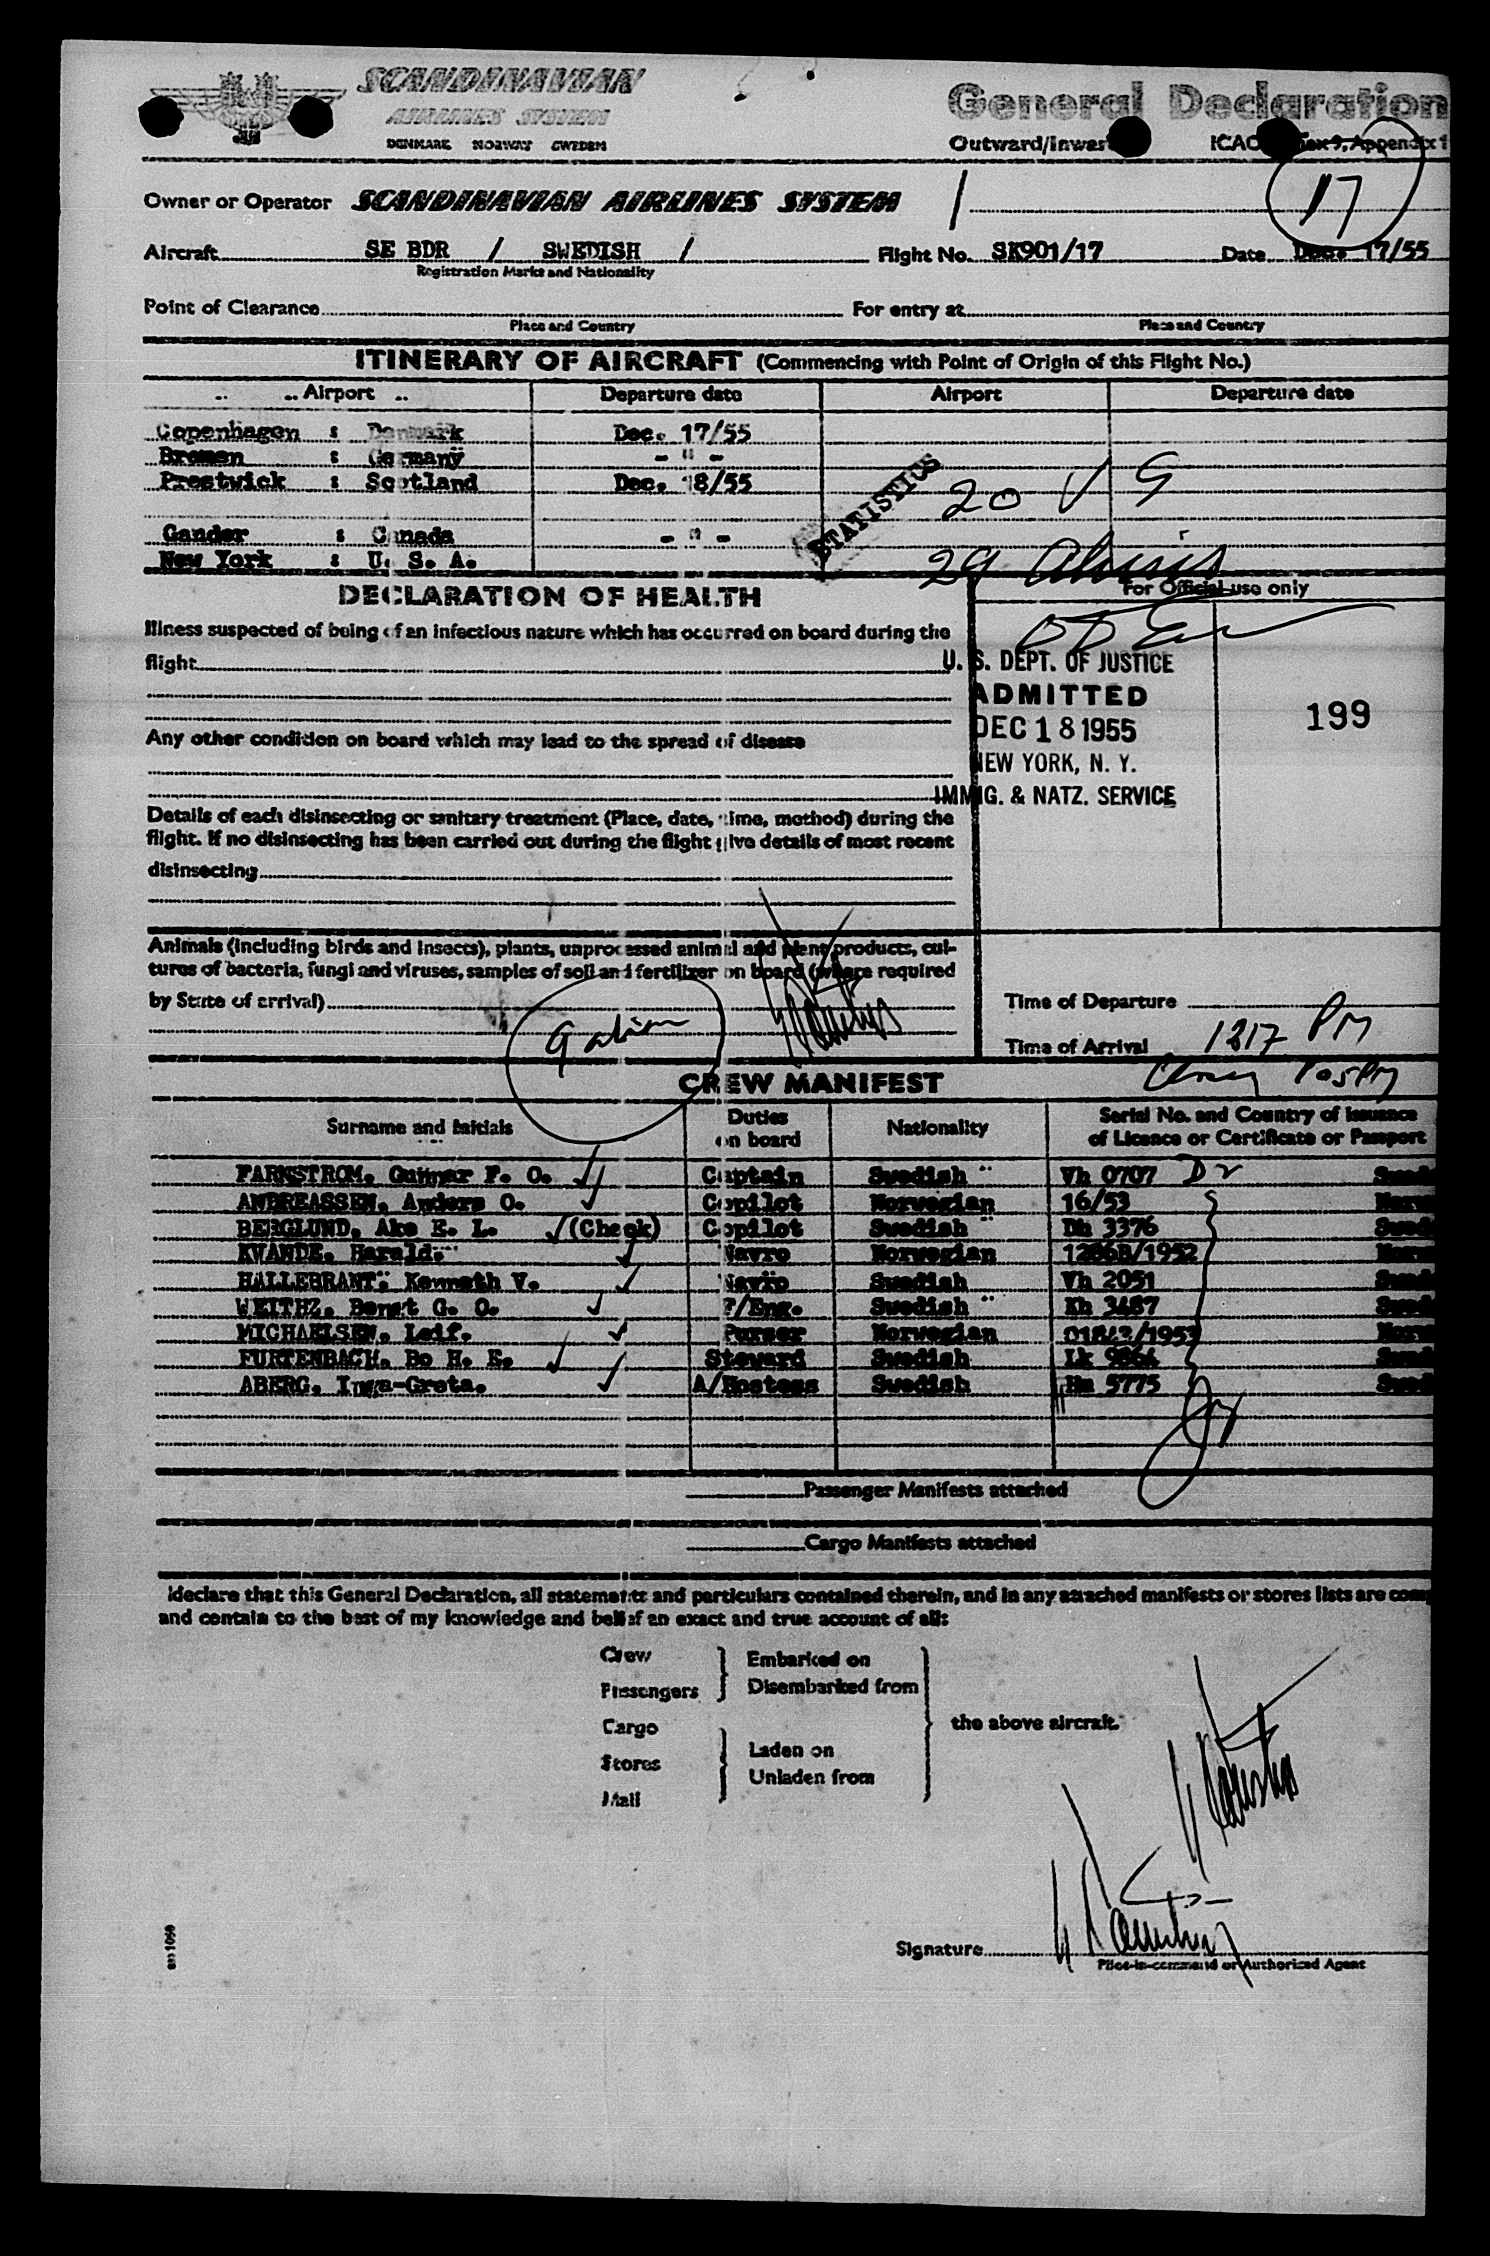 SCANDINAVIAN
AIRLINES SYSTEM
DENMARK NORWAY SWEDEN
General Declaration
Outward/Inward
ICAO Annex 9, Appendix 1
17
Owner or Operator SCANDINAVIAN AIRLINES SYSTEM
Aircraft SE BDR / SWEDISH / Flight No. SK901/17 Date Dec. 17/55
Registration Marks and Nationality
Point of Clearance For entry at
Place and Country Place and Country
ITINERARY OF AIRCRAFT (Commencing with Point of Origin of this Flight No.)
Airport Departure date Airport Departure date
Copenhagen : Denmark Dec. 17/55
Bremen : Germany - " -
Prestwick : Scotland Dec. 18/55
STATISTICS
20
Gander : Canada - " -
New York : U. S. A.
29
DECLARATION OF HEALTH
For Official use only
Illness suspected of being of an infectious nature which has occurred on board during the
flight
U. S. DEPT. OF JUSTICE
ADMITTED
DEC 18 1955
NEW YORK, N. Y.
IMMIG. & NATZ. SERVICE
199
Any other condition on board which may lead to the spread of disease
Details of each disinsecting or sanitary treatment (Place, date, time, method) during the
flight. If no disinsecting has been carried out during the flight give details of most recent
disinsecting
Animals (including birds and insects), plants, unprocessed animal and plant products, cul-
tures of bacteria, fungi and viruses, samples of soil and fertilizer on board (where required
by State of arrival)
Time of Departure
Time of Arrival 1217 PM
105 PM
CREW MANIFEST
Surname and Initials Duties on board Nationality Serial No. and Country of Issuance of Licence or Certificate or Passport
FARNSTROM, Gunnar F. O. Captain Swedish Vh 0707
ANDREASSEN, Anders O. Copilot Norwegian 16/53
BERGLUND, Ake E. L. (Check) Copilot Swedish Dh 3376
KVANDE, Harald. Navro Norwegian 1286B/1952
HALLEBRANT, Kenneth V. Navro Swedish Vh 2051
WEITHZ, Bengt G. O. F/Eng. Swedish Kh 3487
MICHAELSEN, Leif. Purser Norwegian 01843/1953
FURTENBACH, Bo H. E. Steward Swedish Lk 9864
ABERG, Inga-Greta. A/Hostess Swedish Hm 5775
Passenger Manifests attached
Cargo Manifests attached
I declare that this General Declaration, all statements and particulars contained therein, and in any attached manifests or stores lists are com
and contain to the best of my knowledge and belief an exact and true account of all:
Crew
Passengers
Embarked on
Disembarked from
Cargo
Stores
Mail
Laden on
Unladen from
the above aircraft.
Signature
Pilot-in-command or Authorized Agent